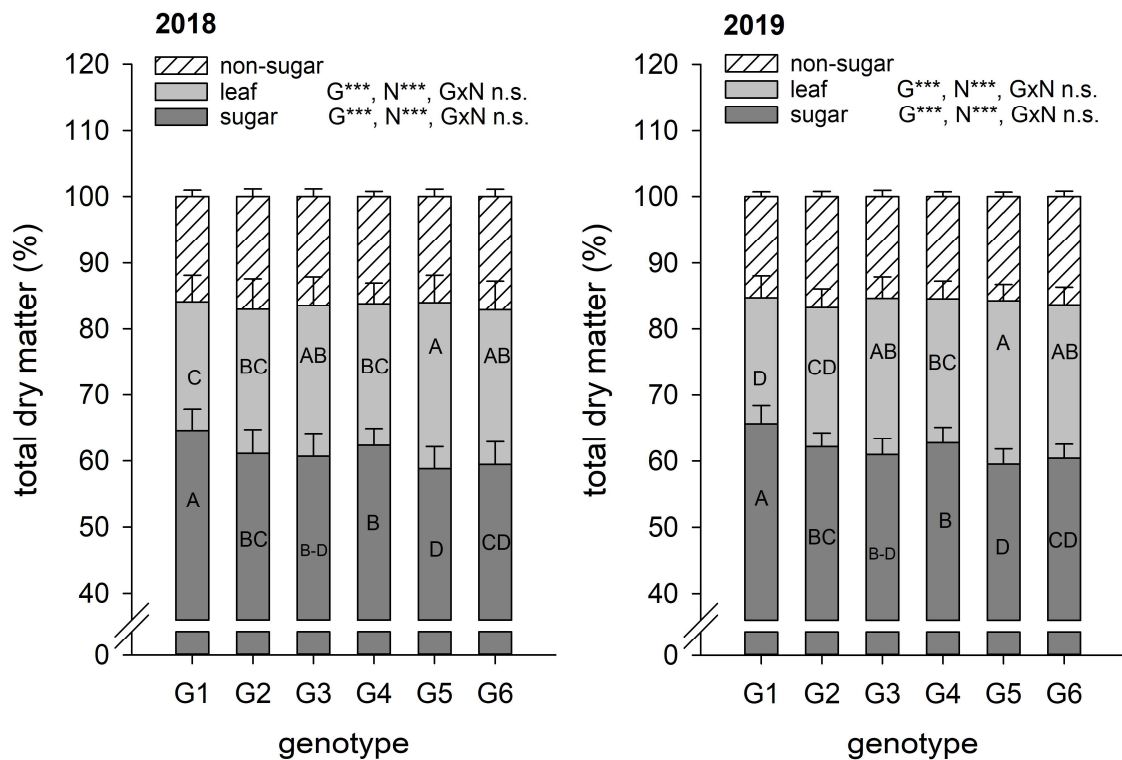 2018
non-sugar
leaf G***, N***, GxN n.s.
sugar G***, N***, GxN n.s.
total dry matter (%)
120
110
100
90
80
70
60
50
40
0
C BC AB BC A AB
A BC B-D B D CD
G1 G2 G3 G4 G5 G6
genotype
2019
non-sugar
leaf G***, N***, GxN n.s.
sugar G***, N***, GxN n.s.
total dry matter (%)
120
110
100
90
80
70
60
50
40
0
D CD AB BC A AB
A BC B-D B D CD
G1 G2 G3 G4 G5 G6
genotype